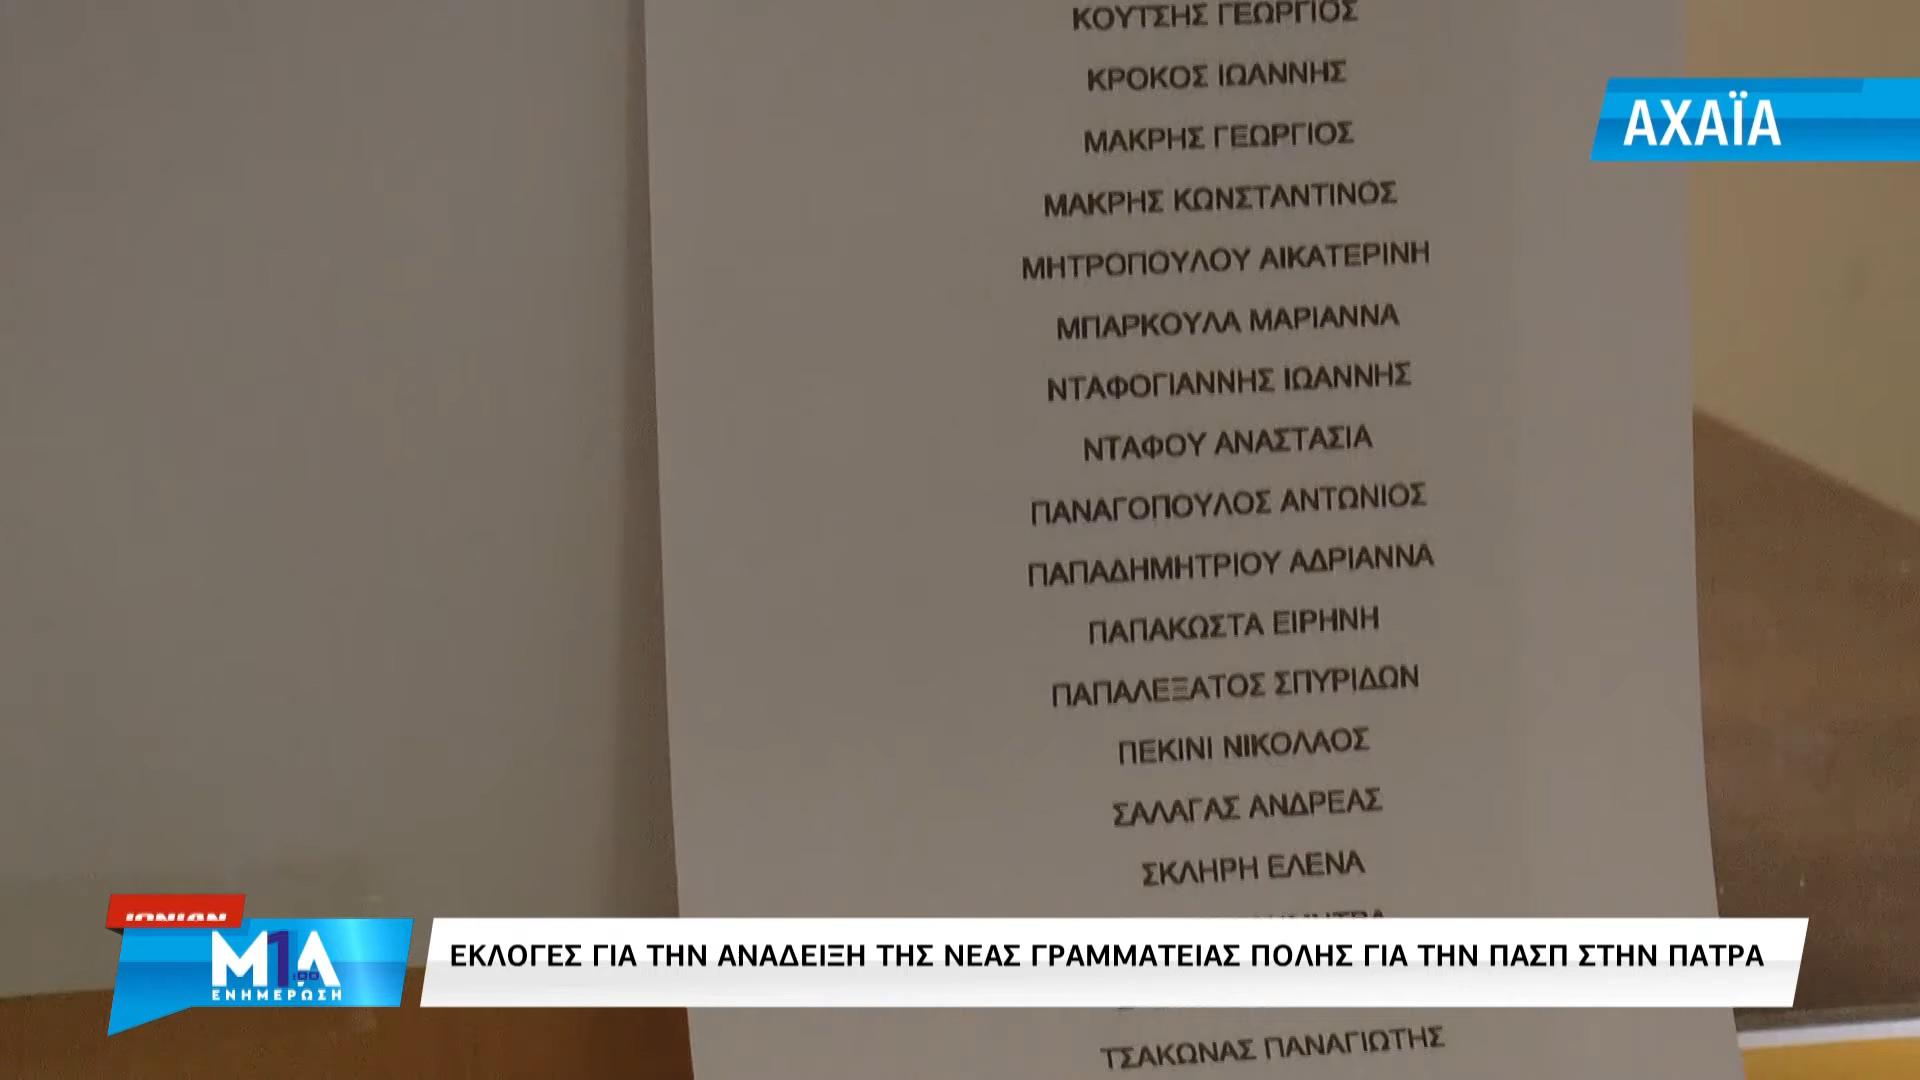 ΚΟΥΤΣΗΣ ΓΕΩΡΓΙΟΣ
ΚΡΟΚΟΣ ΙΩΑΝΝΗΣ
ΑΧΑΪΑ
ΜΑΚΡΗΣ ΓΕΩΡΓΙΟΣ
ΜΑΚΡΗΣ ΚΩΝΣΤΑΝΤΙΝΟΣ
ΜΗΤΡΟΠΟΥΛΟΥ ΑΙΚΑΤΕΡΙΝΗ
ΜΠΑΡΚΟΥΛΑ ΜΑΡΙΑΝΝΑ
ΝΤΑΦΟΓΙΑΝΝΗΣ ΙΩΑΝΝΗΣ
ΝΤΑΦΟΥ ΑΝΑΣΤΑΣΙΑ
ΠΑΝΑΓΟΠΟΥΛΟΣ ΑΝΤΩΝΙΟΣ
ΠΑΠΑΔΗΜΗΤΡΙΟΥ ΑΔΡΙΑΝΝΑ
ΠΑΠΑΚΩΣΤΑ ΕΙΡΗΝΗ
ΠΑΠΑΛΕΞΑΤΟΣ ΣΠΥΡΙΔΩΝ
ΠΕΚΙΝΙ ΝΙΚΟΛΑΟΣ
ΣΑΛΑΓΑΣ ΑΝΔΡΕΑΣ
ΣΚΛΗΡΗ ΕΛΕΝΑ
ΜΙΑ
ΕΝΗΜΕΡΩΣΗ
ΕΚΛΟΓΕΣ ΓΙΑ ΤΗΝ ΑΝΑΔΕΙΞΗ ΤΗΣ ΝΕΑΣ ΓΡΑΜΜΑΤΕΙΑΣ ΠΟΛΗΣ ΓΙΑ ΤΗΝ ΠΑΣΠ ΣΤΗΝ ΠΑΤΡΑ
ΤΣΑΚΩΝΑΣ ΠΑΝΑΓΙΩΤΗΣ